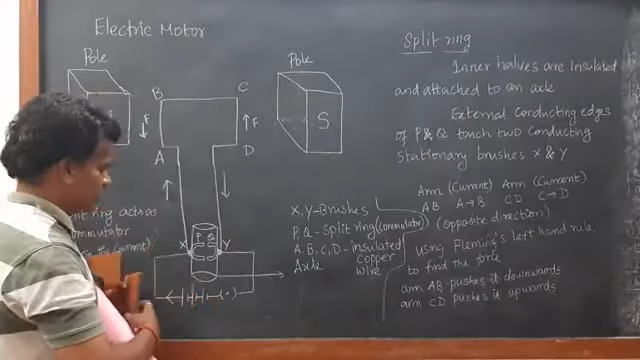 Electric Motor
Pole
Pole
B
C
F
F
S
A
D
ring acts as
commutator
(current)
P Q
X
Y
X,Y-Brushes
P,Q-Split ring (commutator)
A,B,C,D-insulated
copper
wire
Axle
Split ring
Inner halves are Insulated
and attached to an axle
External conducting edges
of P & Q touch two conducting
stationary brushes X & Y
Arm (Current) Arm (Current)
AB A→B CD C→D
(opposite direction)
Using Fleming's left hand rule
to find the force
arm AB pushes it downwards
arm CD pushes it upwards